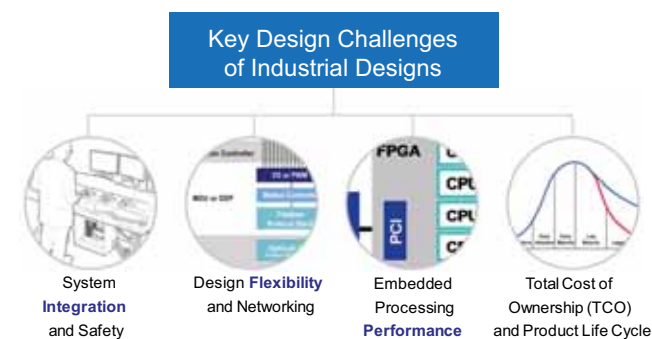 Key Design Challenges
of Industrial Designs
FPGA
CPU
CPU
PCI
System
Integration
and Safety
Design Flexibility
and Networking
Embedded
Processing
Performance
Total Cost of
Ownership (TCO)
and Product Life Cycle